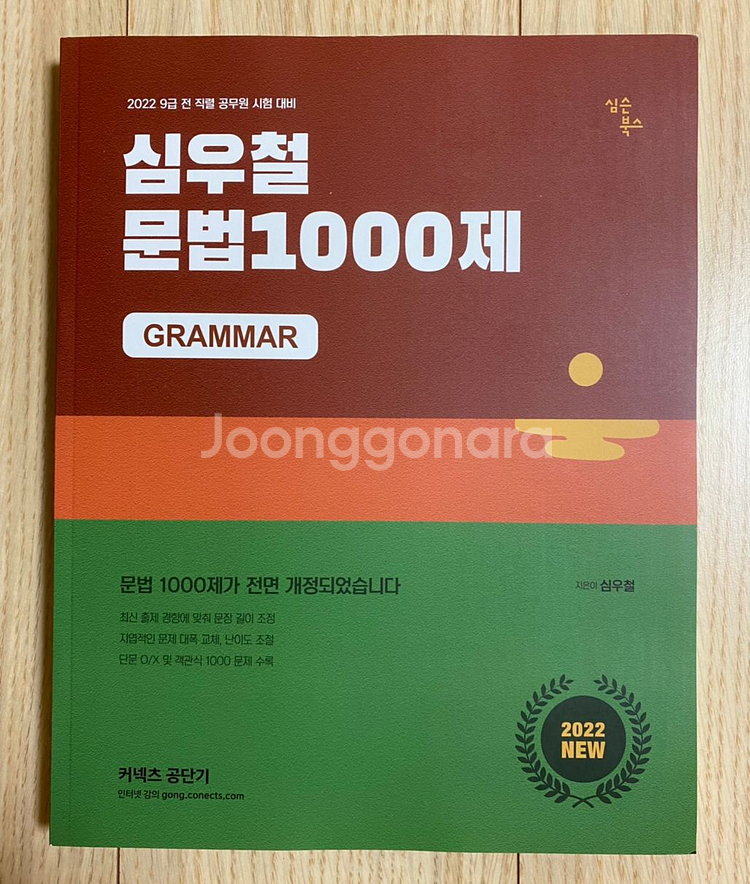 2022 9급 전 직렬 공무원 시험 대비
심슨
북스
심우철
문법1000제
GRAMMAR
Joonggonara
문법 1000제가 전면 개정되었습니다
지은이 심우철
최신 출제 경향에 맞춰 문장 길이 조정
지엽적인 문제 대폭 교체, 난이도 조절
단문 O/X 및 객관식 1000 문제 수록
2022
NEW
커넥츠 공단기
인터넷 강의 gong.conects.com